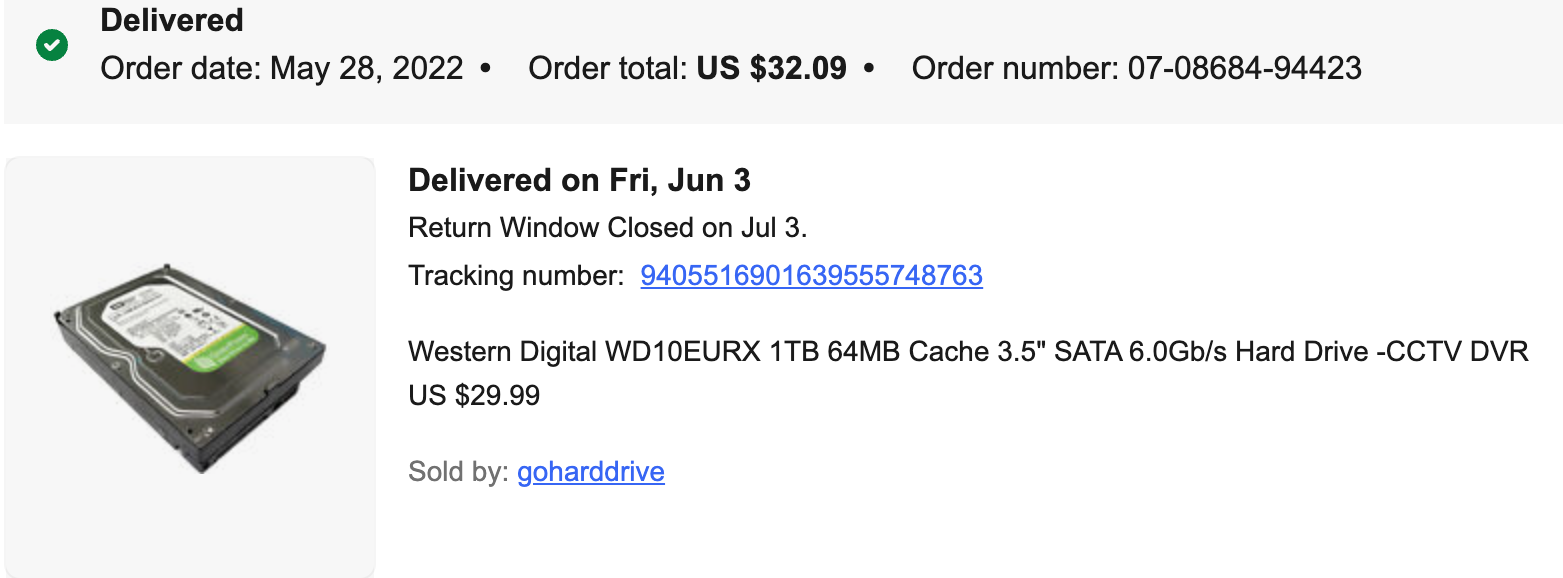 Delivered
Order date: May 28, 2022 • Order total: US $32.09 • Order number: 07-08684-94423
Delivered on Fri, Jun 3
Return Window Closed on Jul 3.
Tracking number: 9405516901639555748763
Western Digital WD10EURX 1TB 64MB Cache 3.5" SATA 6.0Gb/s Hard Drive -CCTV DVR
US $29.99
Sold by: goharddrive